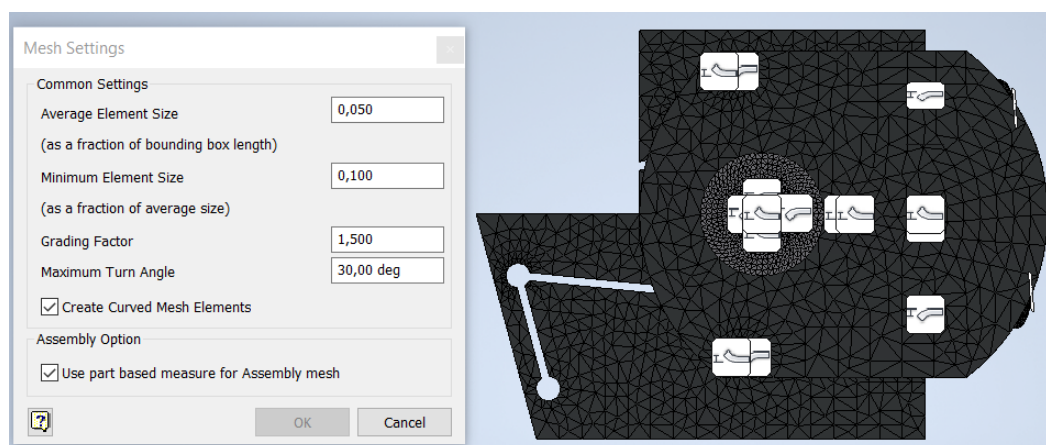 Mesh Settings
Common Settings
Average Element Size 0,050
(as a fraction of bounding box length)
Minimum Element Size 0,100
(as a fraction of average size)
Grading Factor 1,500
Maximum Turn Angle 30,00 deg
Create Curved Mesh Elements
Assembly Option
Use part based measure for Assembly mesh
? OK Cancel